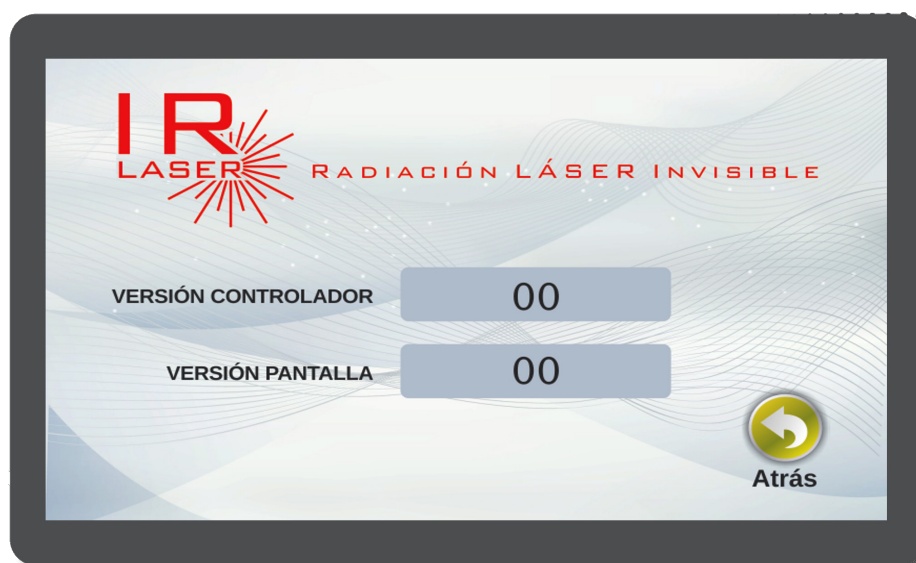 IR
LASER
RADIACIÓN LÁSER INVISIBLE
VERSIÓN CONTROLADOR 00
VERSIÓN PANTALLA 00
Atrás